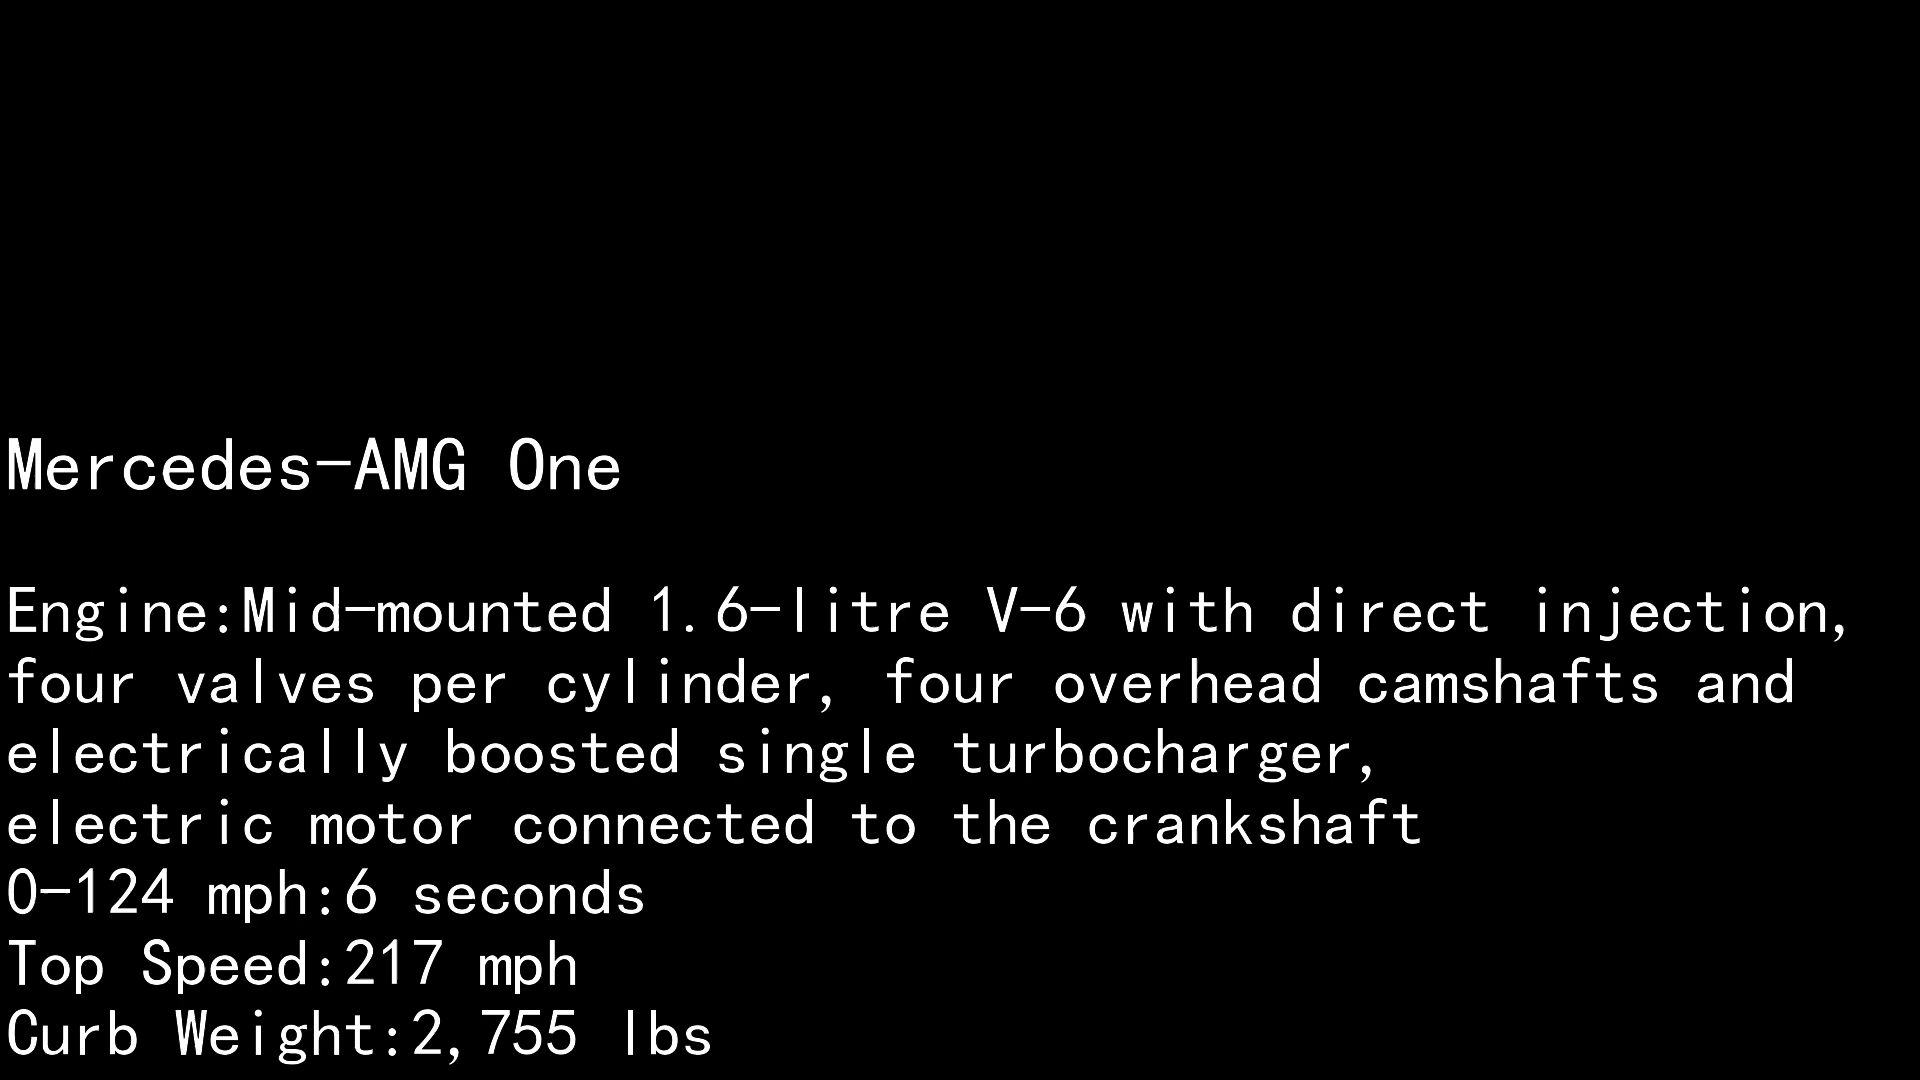 Mercedes-AMG One
Engine:Mid-mounted 1.6-litre V-6 with direct injection,
four valves per cylinder, four overhead camshafts and
electrically boosted single turbocharger,
electric motor connected to the crankshaft
0-124 mph:6 seconds
Top Speed:217 mph
Curb Weight:2,755 lbs